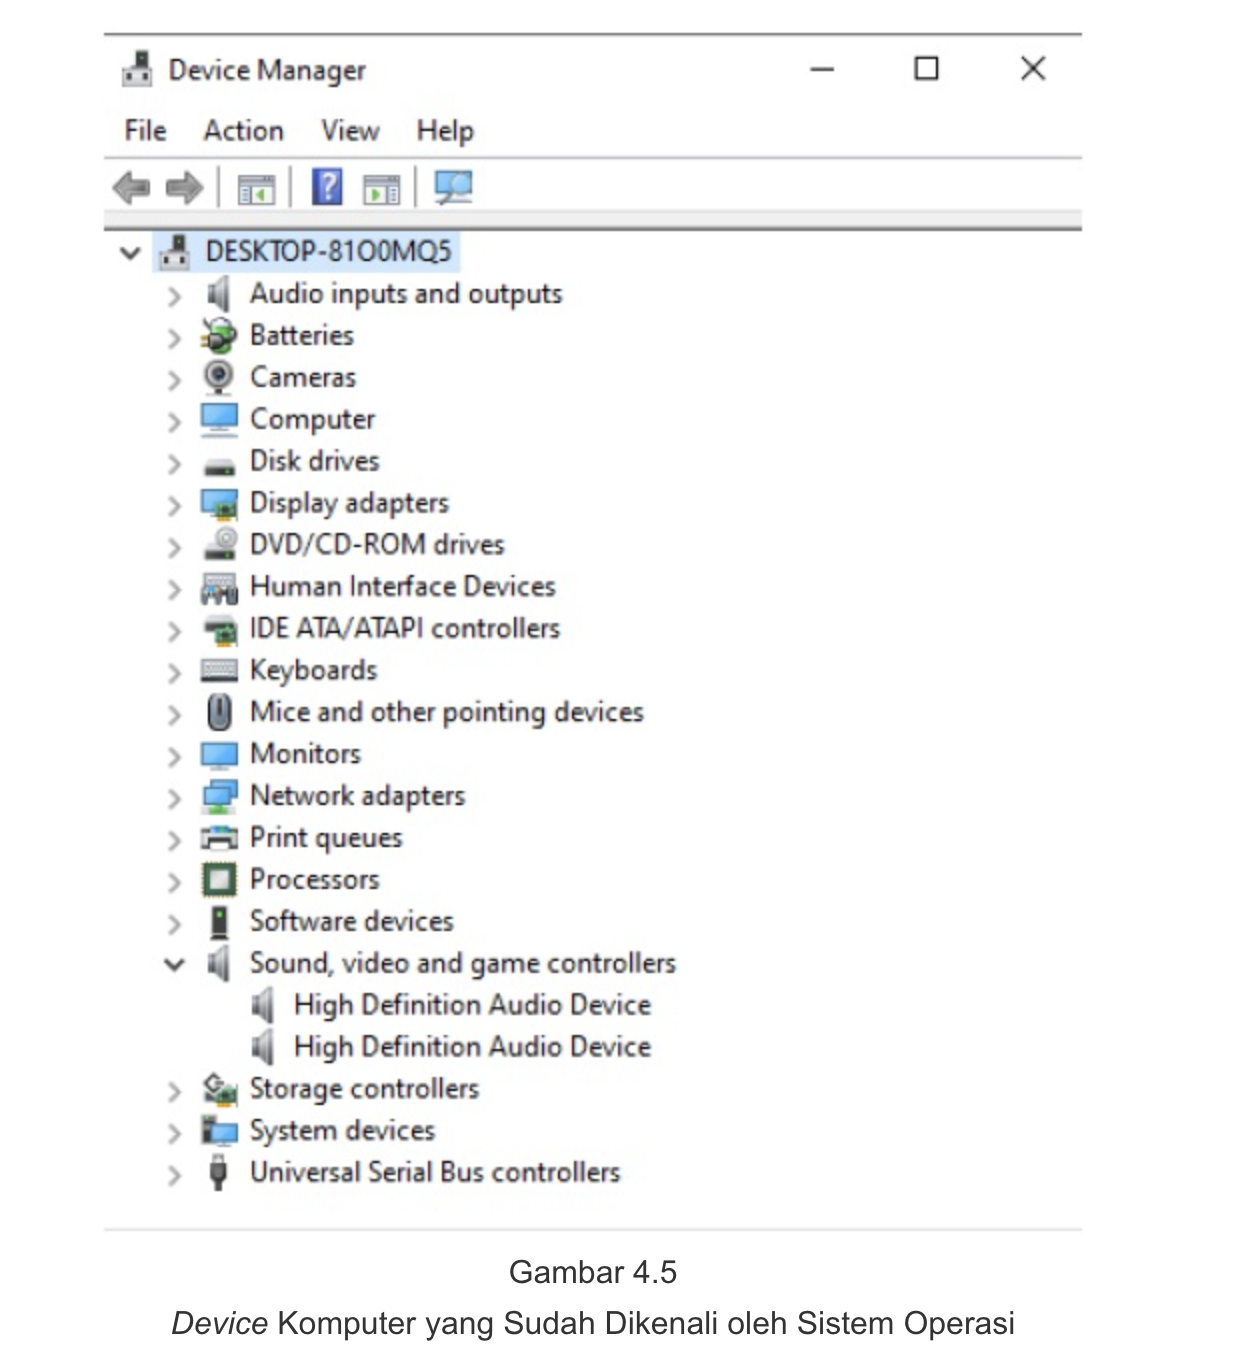 Device Manager
File Action View Help
DESKTOP-81O0MQ5
Audio inputs and outputs
Batteries
Cameras
Computer
Disk drives
Display adapters
DVD/CD-ROM drives
Human Interface Devices
IDE ATA/ATAPI controllers
Keyboards
Mice and other pointing devices
Monitors
Network adapters
Print queues
Processors
Software devices
Sound, video and game controllers
High Definition Audio Device
High Definition Audio Device
Storage controllers
System devices
Universal Serial Bus controllers
Gambar 4.5
Device Komputer yang Sudah Dikenali oleh Sistem Operasi